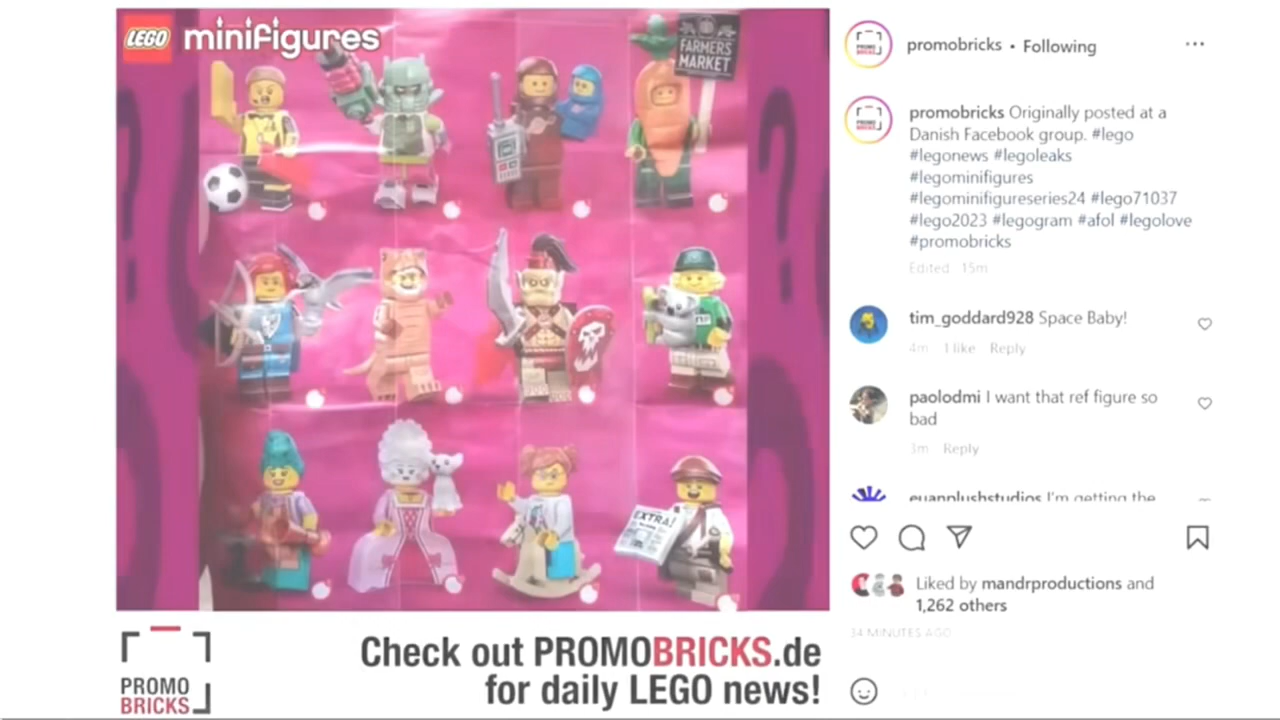 LEGO minifigures
FARMERS
MARKET
EXTRA!
PROMO
BRICKS
Check out PROMOBRICKS.de
for daily LEGO news!
promobricks • Following
promobricks Originally posted at a
Danish Facebook group. #lego
#legonews #legoleaks
#legominifigures
#legominifigureseries24 #lego71037
#lego2023 #legogram #afol #legolove
#promobricks
Edited 15m
tim_goddard928 Space Baby!
4m 1 like Reply
paolodmi I want that ref figure so
bad
3m Reply
euanplushstudios I'm getting the
Liked by mandrproductions and
1,262 others
34 MINUTES AGO